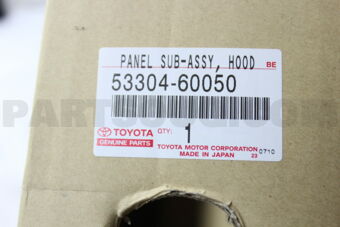 PANEL SUB-ASSY, HOOD BE
53304-60050
TOYOTA QTY: 1
GENUINE PARTS
TOYOTA MOTOR CORPORATION
MADE IN JAPAN 23 0710